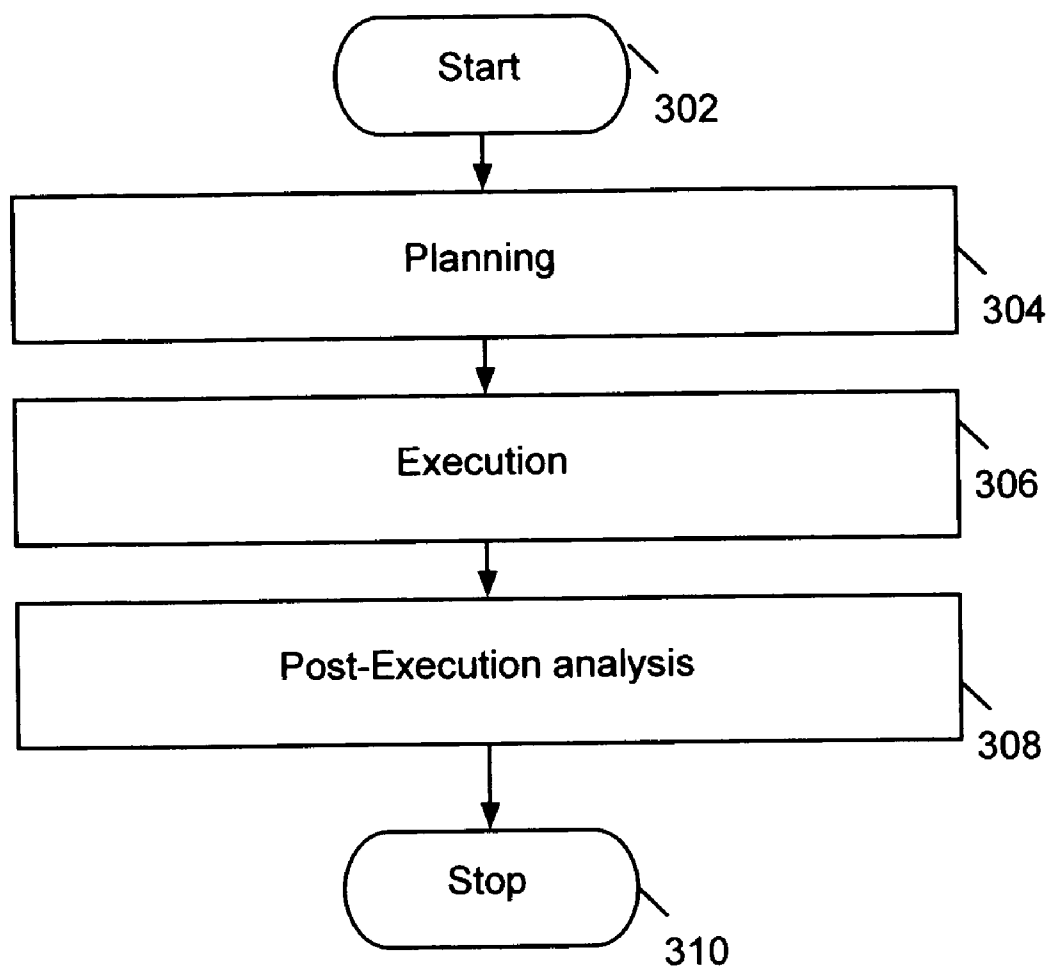 Start
302
Planning
304
Execution
306
Post-Execution analysis
308
Stop
310